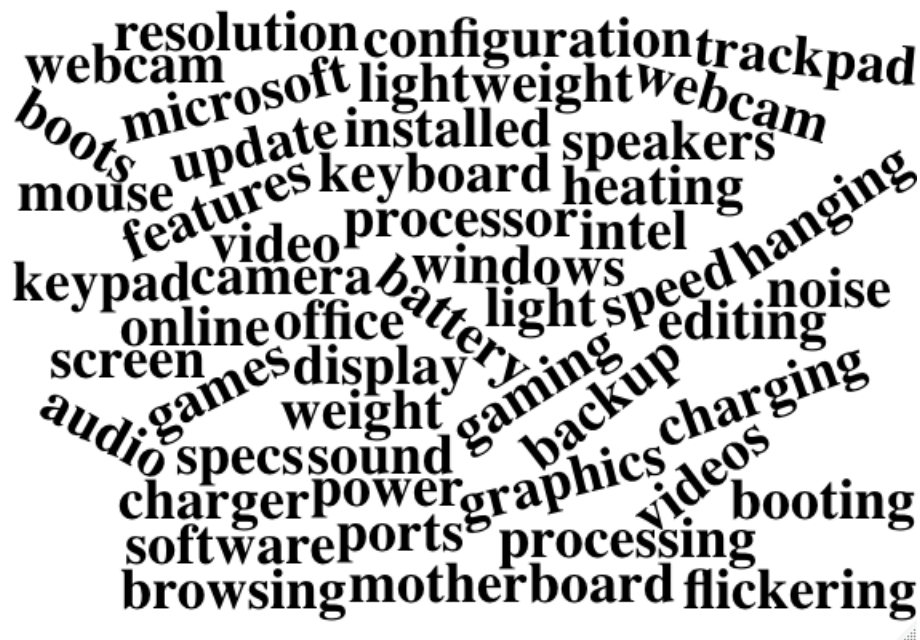 resolution configuration trackpad
webcam microsoft lightweight webcam
boots update installed speakers
mouse features keyboard heating hanging
video processor intel
keypad camera battery windows speed noise
online office light editing
screen games display gaming backup charging
audio weight
specs sound graphics videos
charger power booting
software ports processing
browsing motherboard flickering